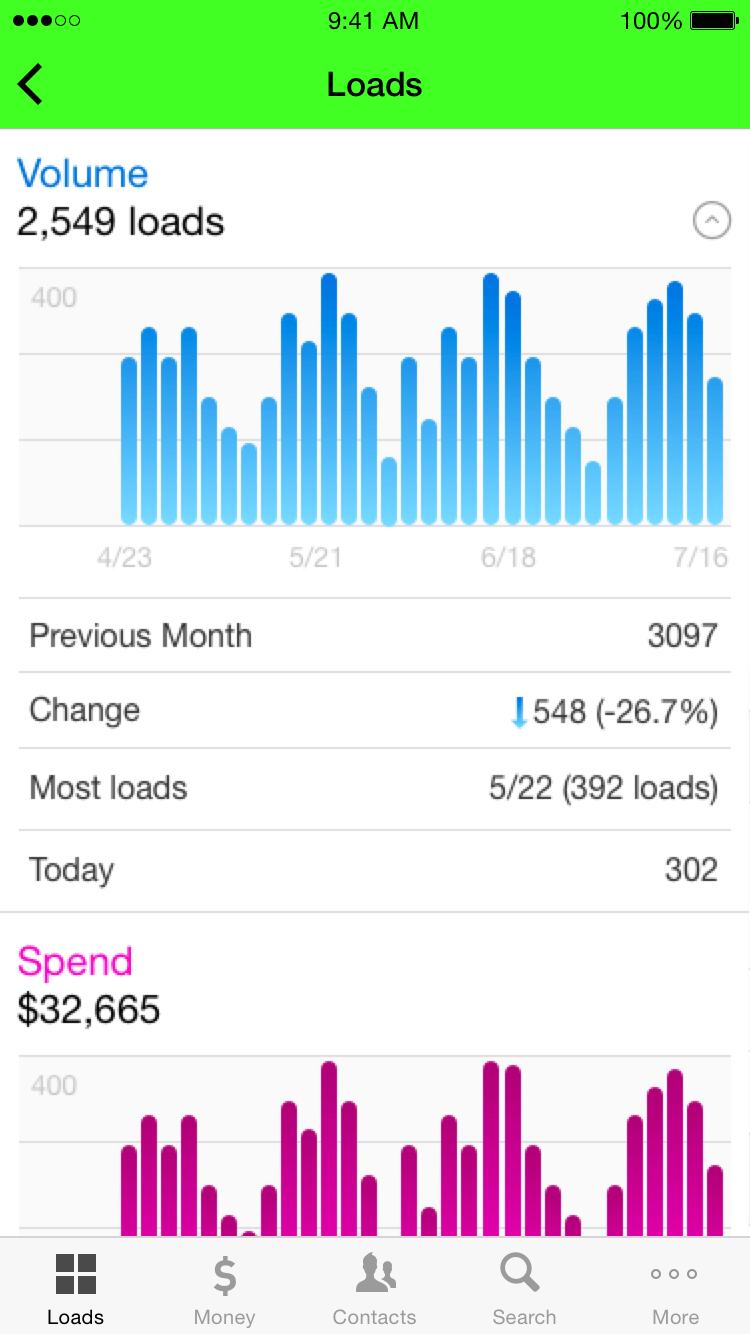 9:41 AM 100%
Loads
Volume
2,549 loads
400
4/23 5/21 6/18 7/16
Previous Month 3097
Change 548 (-26.7%)
Most loads 5/22 (392 loads)
Today 302
Spend
$32,665
400
Loads Money Contacts Search More